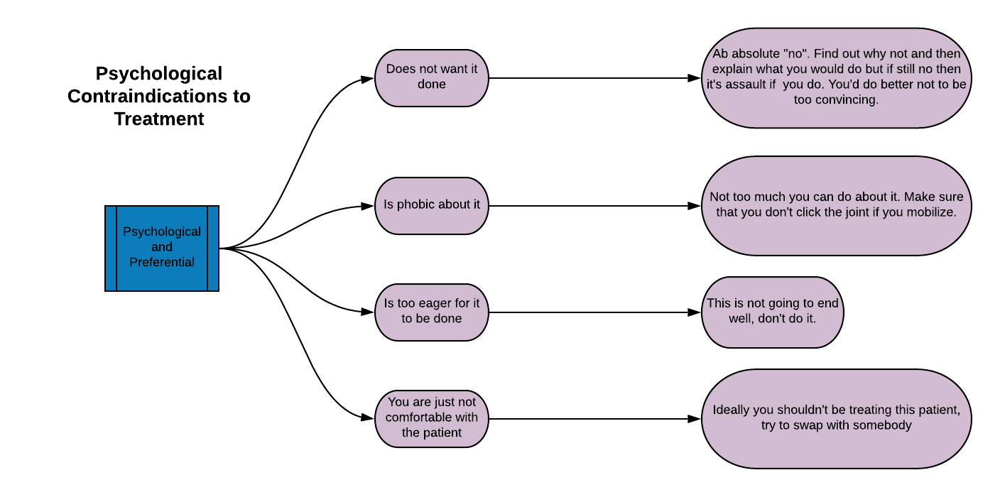 Psychological
Contraindications to
Treatment
Psychological
and
Preferential
Does not want it
done
Ab absolute "no". Find out why not and then
explain what you would do but if still no then
it's assault if  you do. You'd do better not to be
too convincing.
Is phobic about it
Not too much you can do about it. Make sure
that you don't click the joint if you mobilize.
Is too eager for it
to be done
This is not going to end
well, don't do it.
You are just not
comfortable with
the patient
Ideally you shouldn't be treating this patient,
try to swap with somebody